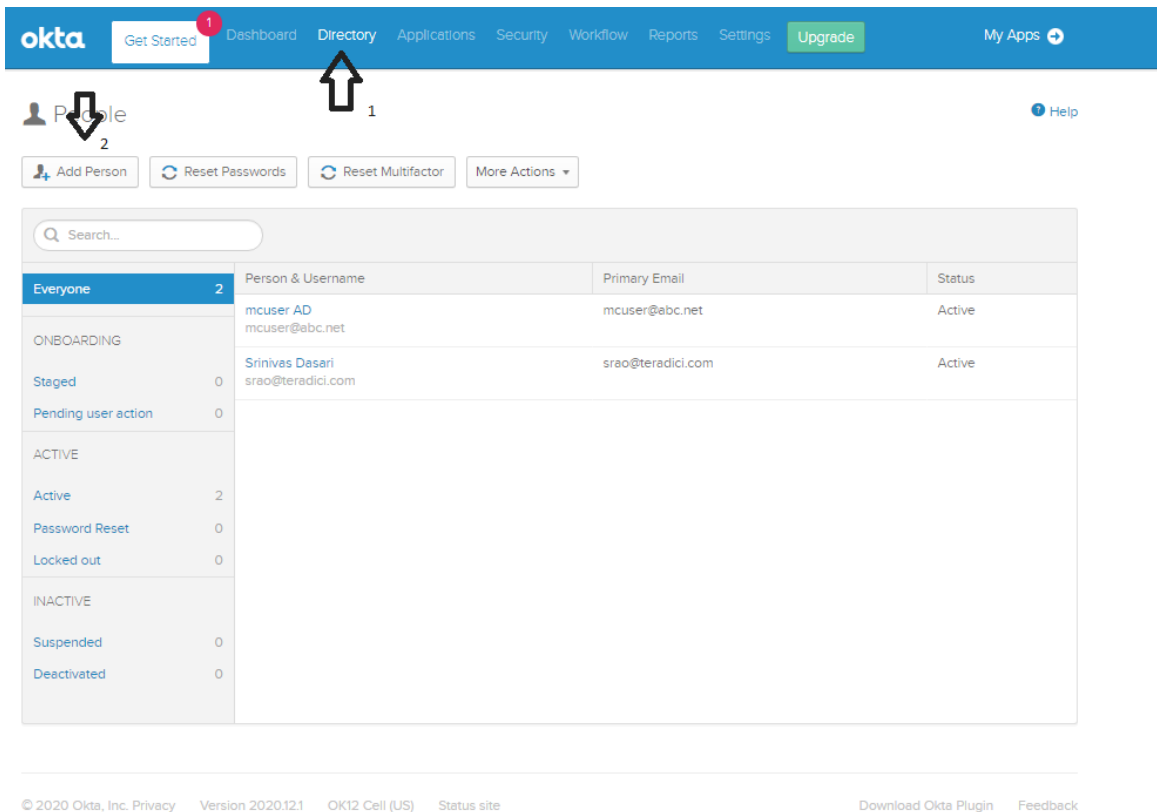 okta Get Started 1 Dashboard Directory Applications Security Workflow Reports Settings Upgrade My Apps
1
People
Help
2
Add Person Reset Passwords Reset Multifactor More Actions
Search...
Person & Username Primary Email Status
Everyone 2
mcuser AD mcuser@abc.net Active
mcuser@abc.net
ONBOARDING
Srinivas Dasari srao@teradici.com Active
Staged 0
srao@teradici.com
Pending user action 0
ACTIVE
Active 2
Password Reset 0
Locked out 0
INACTIVE
Suspended 0
Deactivated 0
© 2020 Okta, Inc. Privacy Version 2020.12.1 OK12 Cell (US) Status site Download Okta Plugin Feedback